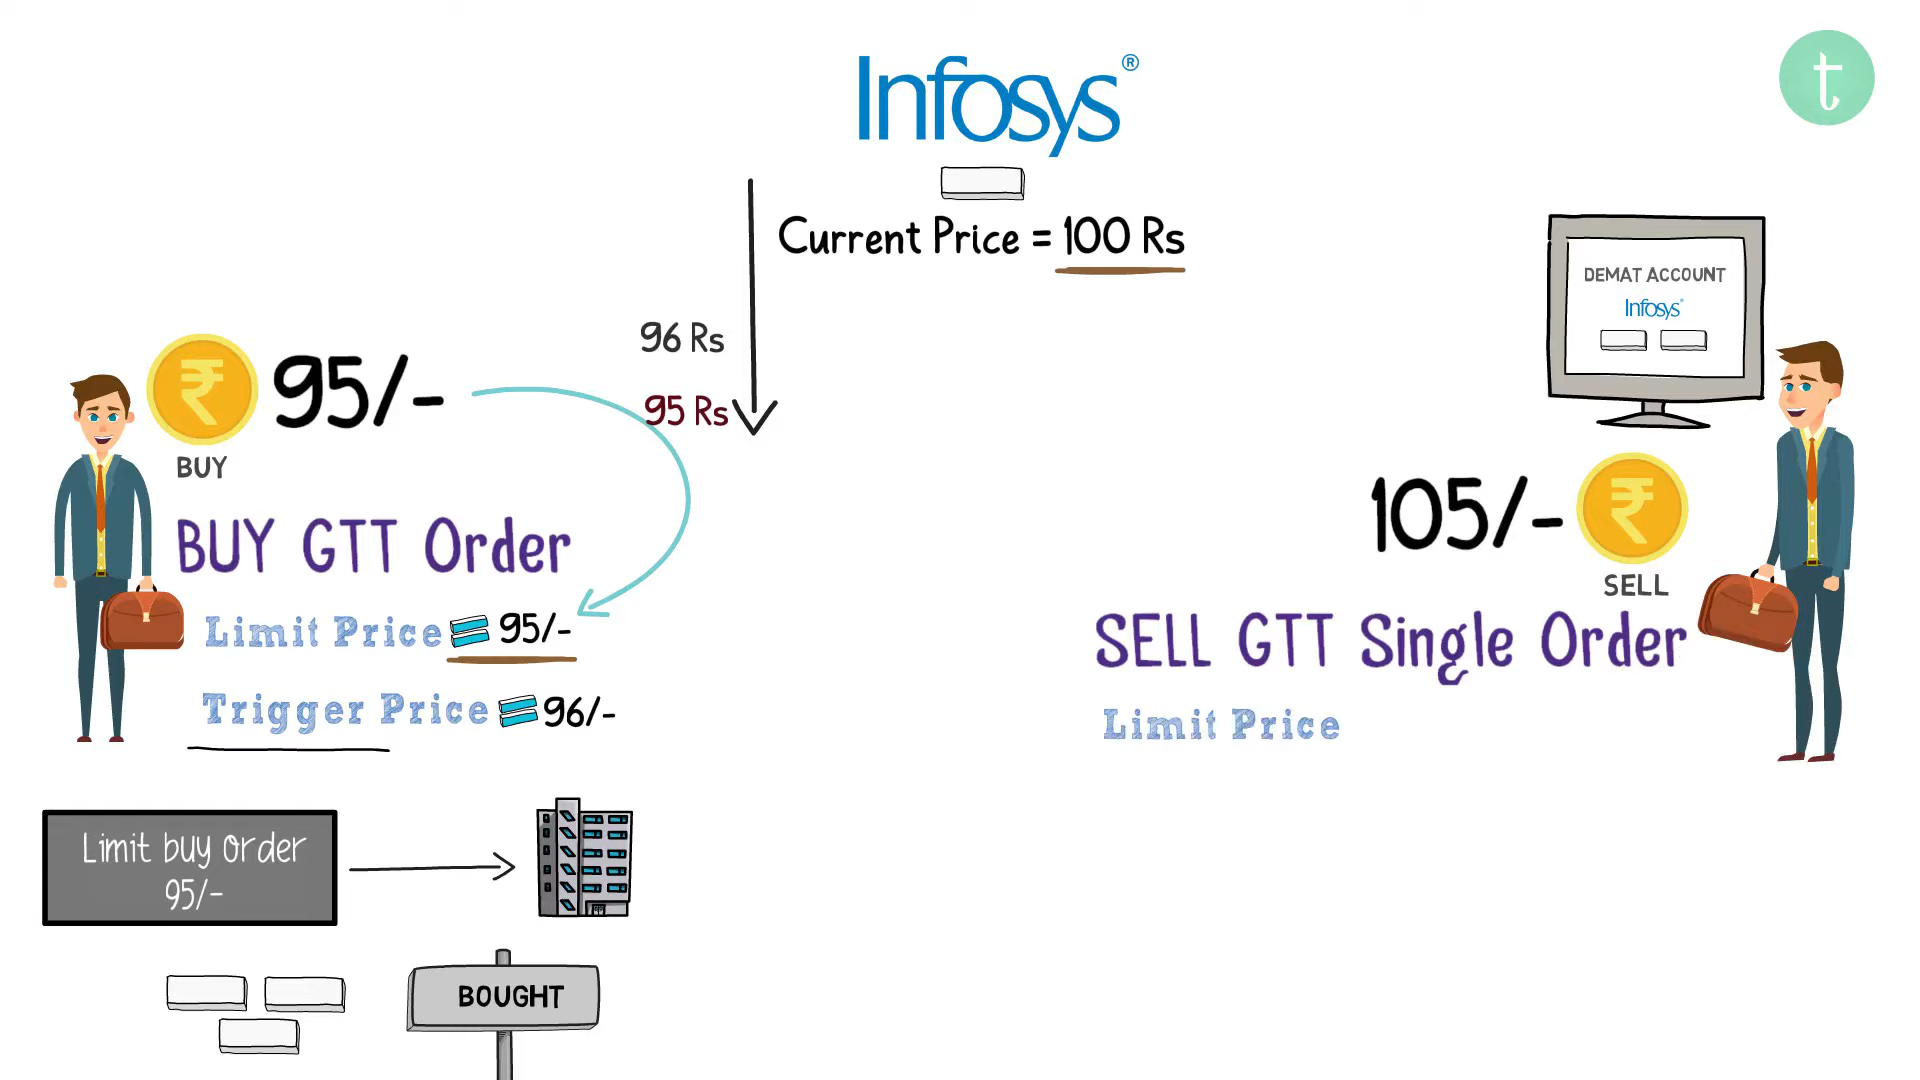 Infosys®
t
Current Price = 100 Rs
DEMAT ACCOUNT
Infosys®
96 Rs
95 Rs
₹ 95/-
BUY
BUY GTT Order
Limit Price = 95/-
Trigger Price = 96/-
105/- ₹
SELL
SELL GTT Single Order
Limit Price
Limit buy order
95/-
BOUGHT